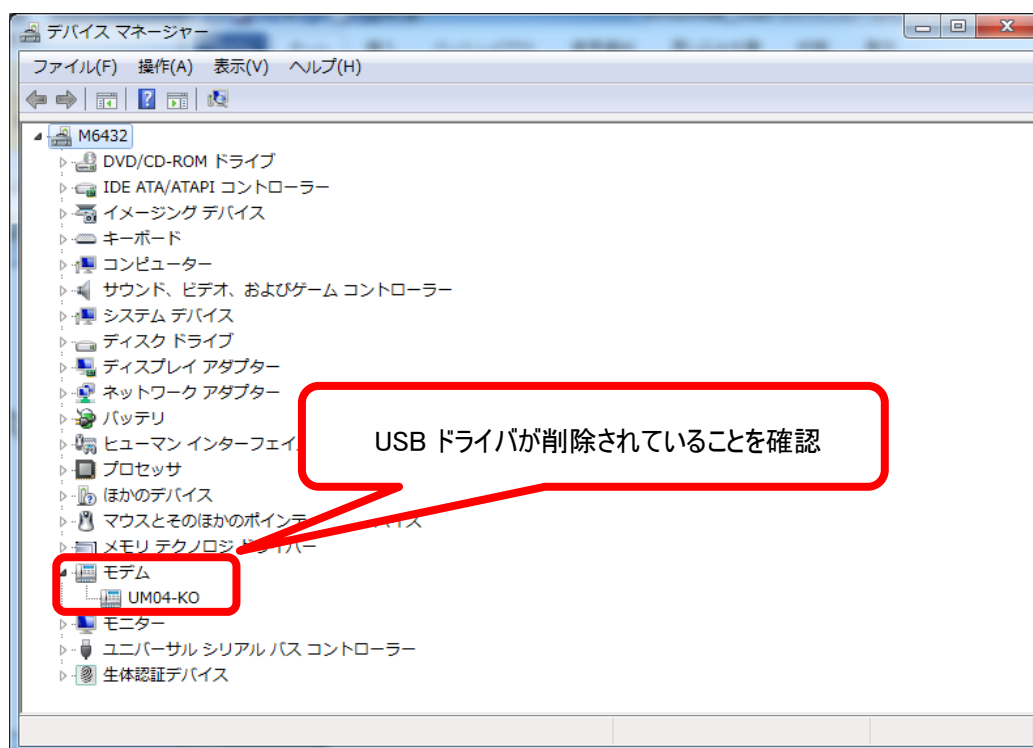 デバイス マネージャー
ファイル(F) 操作(A) 表示(V) ヘルプ(H)
M6432
DVD/CD-ROM ドライブ
IDE ATA/ATAPI コントローラー
イメージング デバイス
キーボード
コンピューター
サウンド、ビデオ、およびゲーム コントローラー
システム デバイス
ディスク ドライブ
ディスプレイ アダプター
ネットワーク アダプター
バッテリ
ヒューマン インターフェイ
USB ドライバが削除されていることを確認
プロセッサ
ほかのデバイス
マウスとそのほかのポインテ バイス
メモリ テクノロジ ドライバー
モデム
UM04-KO
モニター
ユニバーサル シリアル バス コントローラー
生体認証デバイス